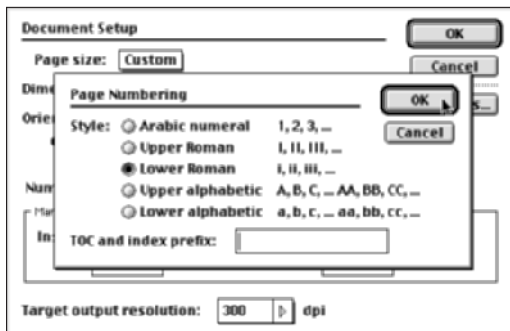 Document Setup
OK
Page size: Custom
Cancel
Dime
Page Numbering
OK
s...
Orie
Style: Arabic numeral 1, 2, 3, ...
Cancel
Upper Roman I, II, III, ...
Lower Roman i, ii, iii, ...
Num
Upper alphabetic A, B, C, ... AA, BB, CC, ...
Lower alphabetic a, b, c, ... aa, bb, cc, ...
In:
TOC and index prefix:
Target output resolution: 300 dpi